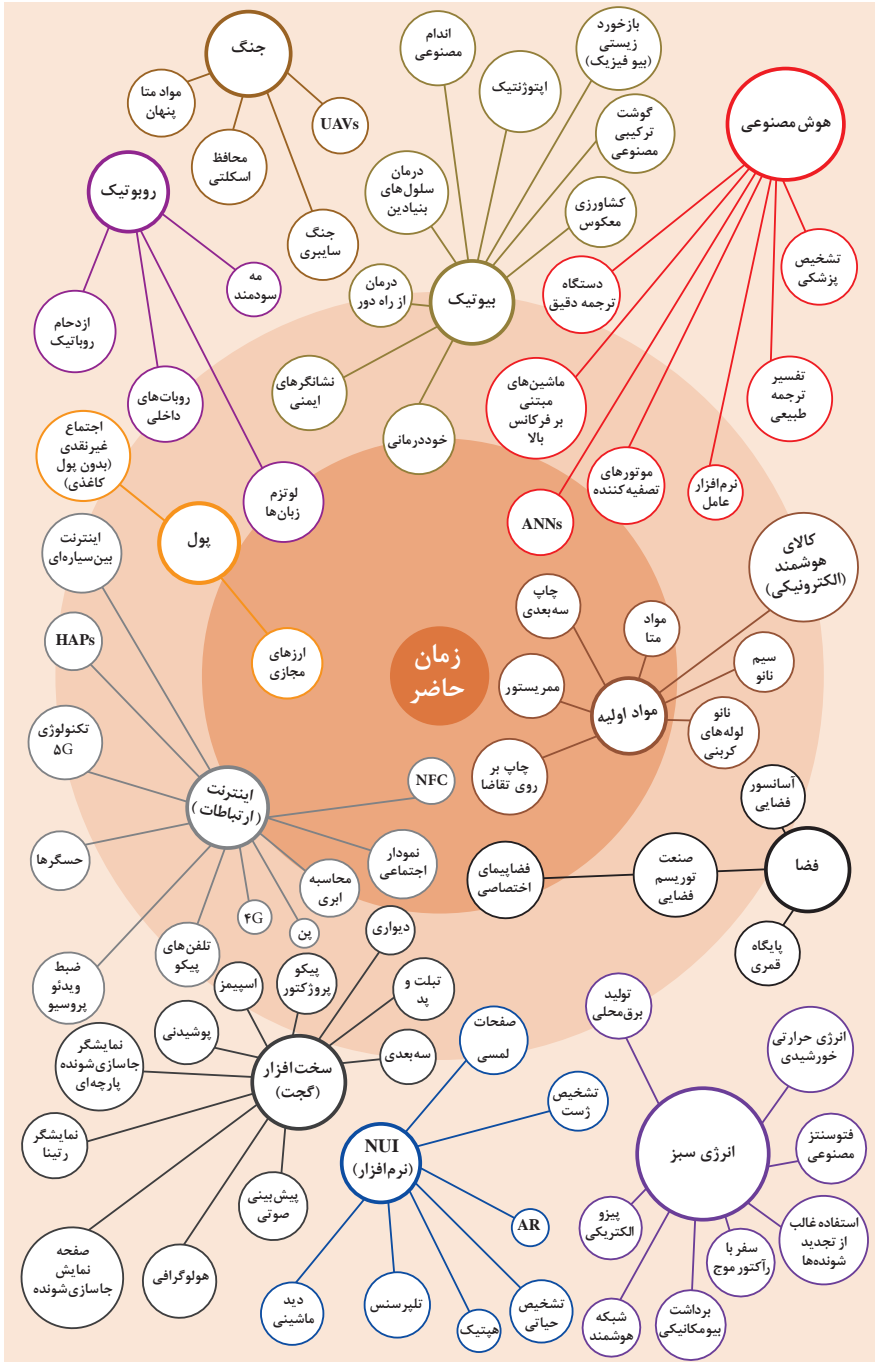 جنگ
مواد متا
پنهان
محافظ
اسکلتی
UAVs
جنگ
سایبری
اندام
مصنوعی
بازخورد
زیستی
(بیو فیزیک)
اپتوژنتیک
گوشت
ترکیبی
مصنوعی
درمان
سلول‌های
بنیادین
کشاورزی
معکوس
بیوتیک
درمان
از راه دور
نشانگرهای
ایمنی
خوددرمانی
هوش مصنوعی
تشخیص
پزشکی
دستگاه
ترجمه دقیق
ماشین‌های
مبتنی
بر فرکانس
بالا
تفسیر
ترجمه
طبیعی
موتورهای
تصفیه‌کننده
نرم‌افزار
عامل
ANNs
روبوتیک
مه
سودمند
ازدحام
روباتیک
روبات‌های
داخلی
لوتزم
زبان‌ها
اجتماع
غیرنقدی
(بدون پول
کاغذی)
پول
ارزهای
مجازی
زمان
حاضر
کالای
هوشمند
(الکترونیکی)
چاپ
سه‌بعدی
مواد
متا
سیم
نانو
ممریستور
مواد اولیه
نانو
لوله‌های
کربنی
چاپ بر
روی تقاضا
اینترنت
بین‌سیاره‌ای
HAPs
تکنولوژی
۵G
اینترنت
(ارتباطات)
NFC
حسگرها
نمودار
اجتماعی
محاسبه
ابری
۴G
پن
تلفن‌های
پیکو
ضبط
ویدئو
پروسیو
آسانسور
فضایی
فضا
صنعت
توریسم
فضایی
فضاپیمای
اختصاصی
پایگاه
قمری
دیواری
پیکو
پروژکتور
اسپیمز
تبلت و
پد
پوشیدنی
سه‌بعدی
نمایشگر
جاسازی‌شونده
پارچه‌ای
سخت‌افزار
(گجت)
نمایشگر
رتینا
پیش‌بینی
صوتی
صفحه
نمایش
جاسازی‌شونده
هولوگرافی
صفحات
لمسی
تشخیص
ژست
NUI
(نرم‌افزار)
AR
دید
ماشینی
تلپرسنس
هپتیک
تشخیص
حیاتی
تولید
برق‌محلی
انرژی حرارتی
خورشیدی
فتوسنتز
مصنوعی
انرژی سبز
استفاده غالب
از تجدید
شونده‌ها
پیزو
الکتریکی
سفر با
رآکتور موج
شبکه
هوشمند
برداشت
بیومکانیکی